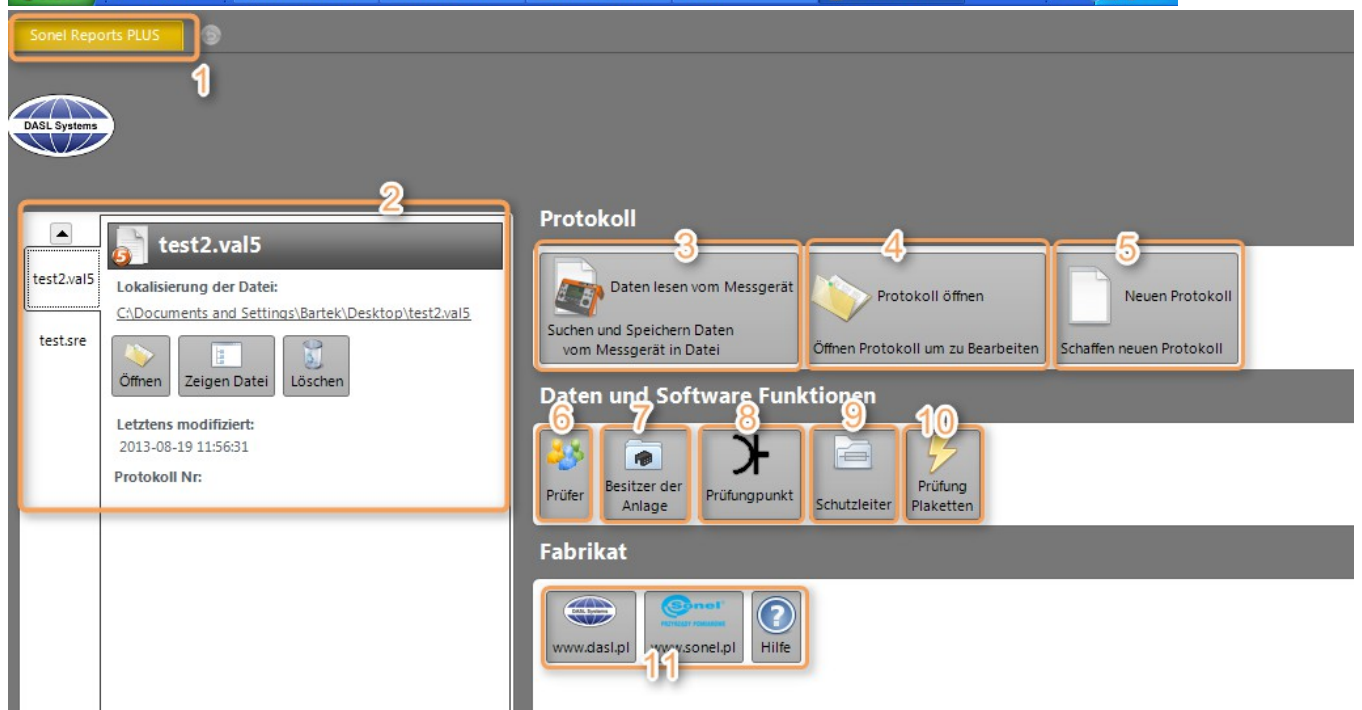 Sonel Reports PLUS
1
DASL Systems
2
test2.val5
test.sre
5
test2.val5
Lokalisierung der Datei:
C:\Documents and Settings\Bartek\Desktop\test2.val5
Öffnen
Zeigen Datei
Löschen
Letztens modifiziert:
2013-08-19 11:56:31
Protokoll Nr:
Protokoll
3
Daten lesen vom Messgerät
Suchen und Speichern Daten
vom Messgerät in Datei
4
Protokoll öffnen
Öffnen Protokoll um zu Bearbeiten
5
Neuen Protokoll
Schaffen neuen Protokoll
Daten und Software Funktionen
6
Prüfer
7
Besitzer der
Anlage
8
Prüfungpunkt
9
Schutzleiter
10
Prüfung
Plaketten
Fabrikat
DASL Systems
www.dasl.pl
Sonel
PRZYRZĄDY POMIAROWE
www.sonel.pl
?
Hilfe
11